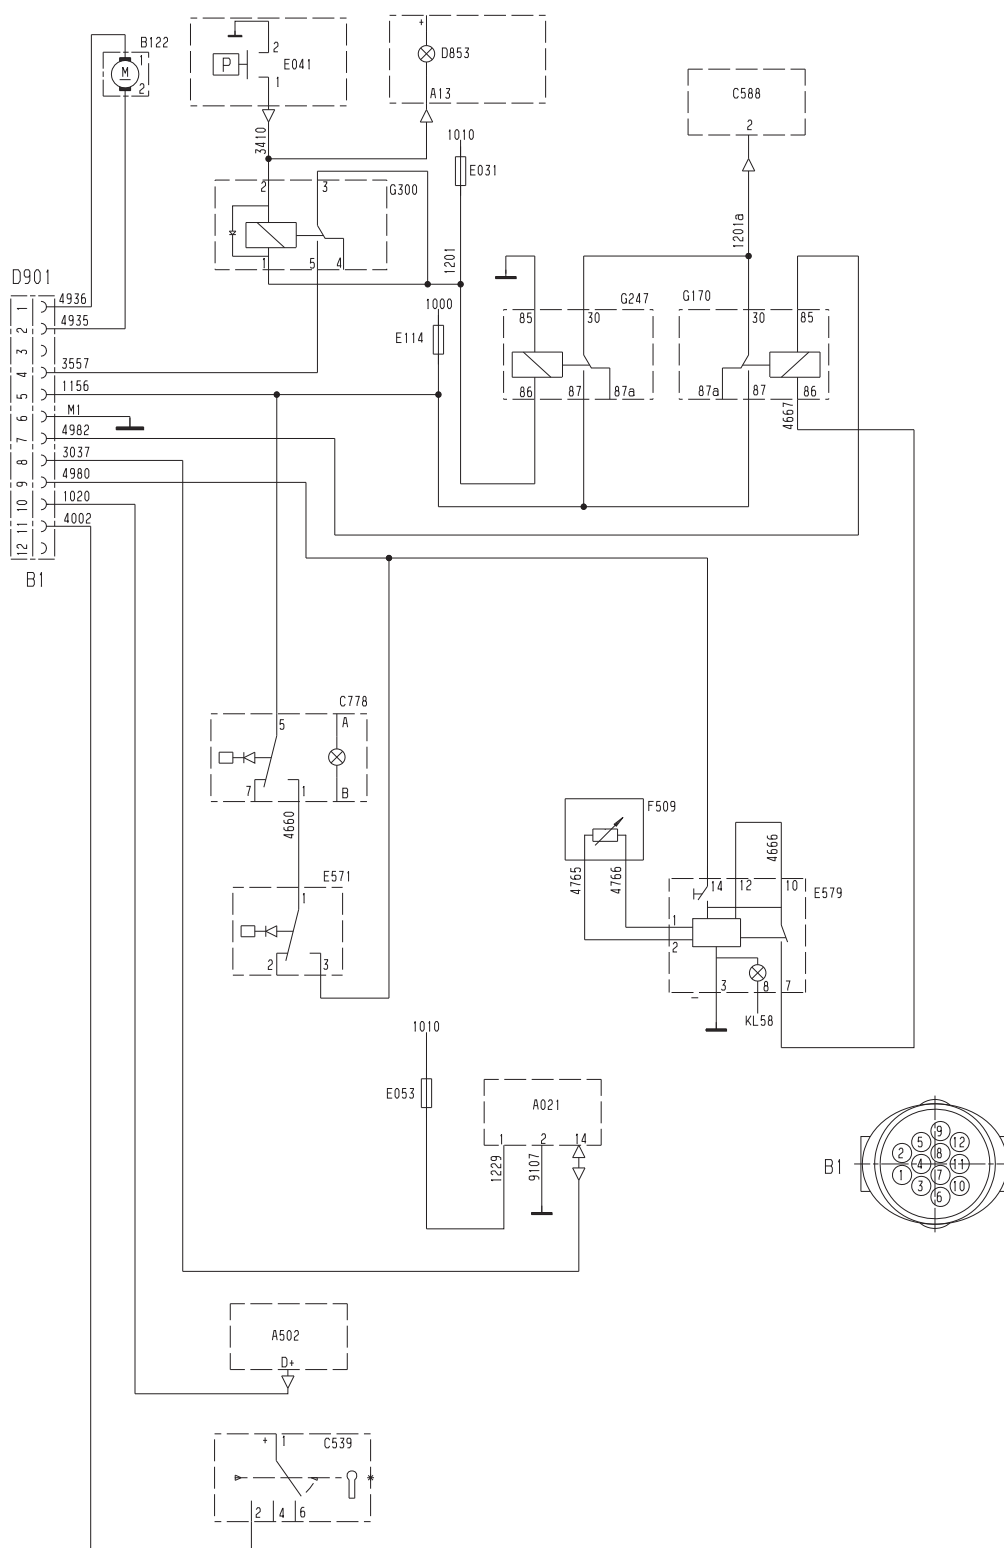 B122
1
M
2
2
P
E041
1
3410
+
D853
A13
C588
2
1201a
1010
E031
2
3
G300
1
5
4
1201
1000
E114
D901
1
4936
2
4935
3
4
3557
5
1156
6
M1
7
4982
8
3037
9
4980
10
1020
11
4002
12
B1
G247
85
30
86
87
87a
G170
30
85
87a
87
86
4667
C778
5
A
7
1
B
4660
E571
1
2
3
F509
4765
4766
4666
14
12
10
E579
1
2
3
8
7
–
KL58
1010
E053
A021
1
2
14
1229
9107
B1
9
5
12
2
8
4
11
1
7
3
10
6
A502
D+
+
1
C539
*
2
4
6